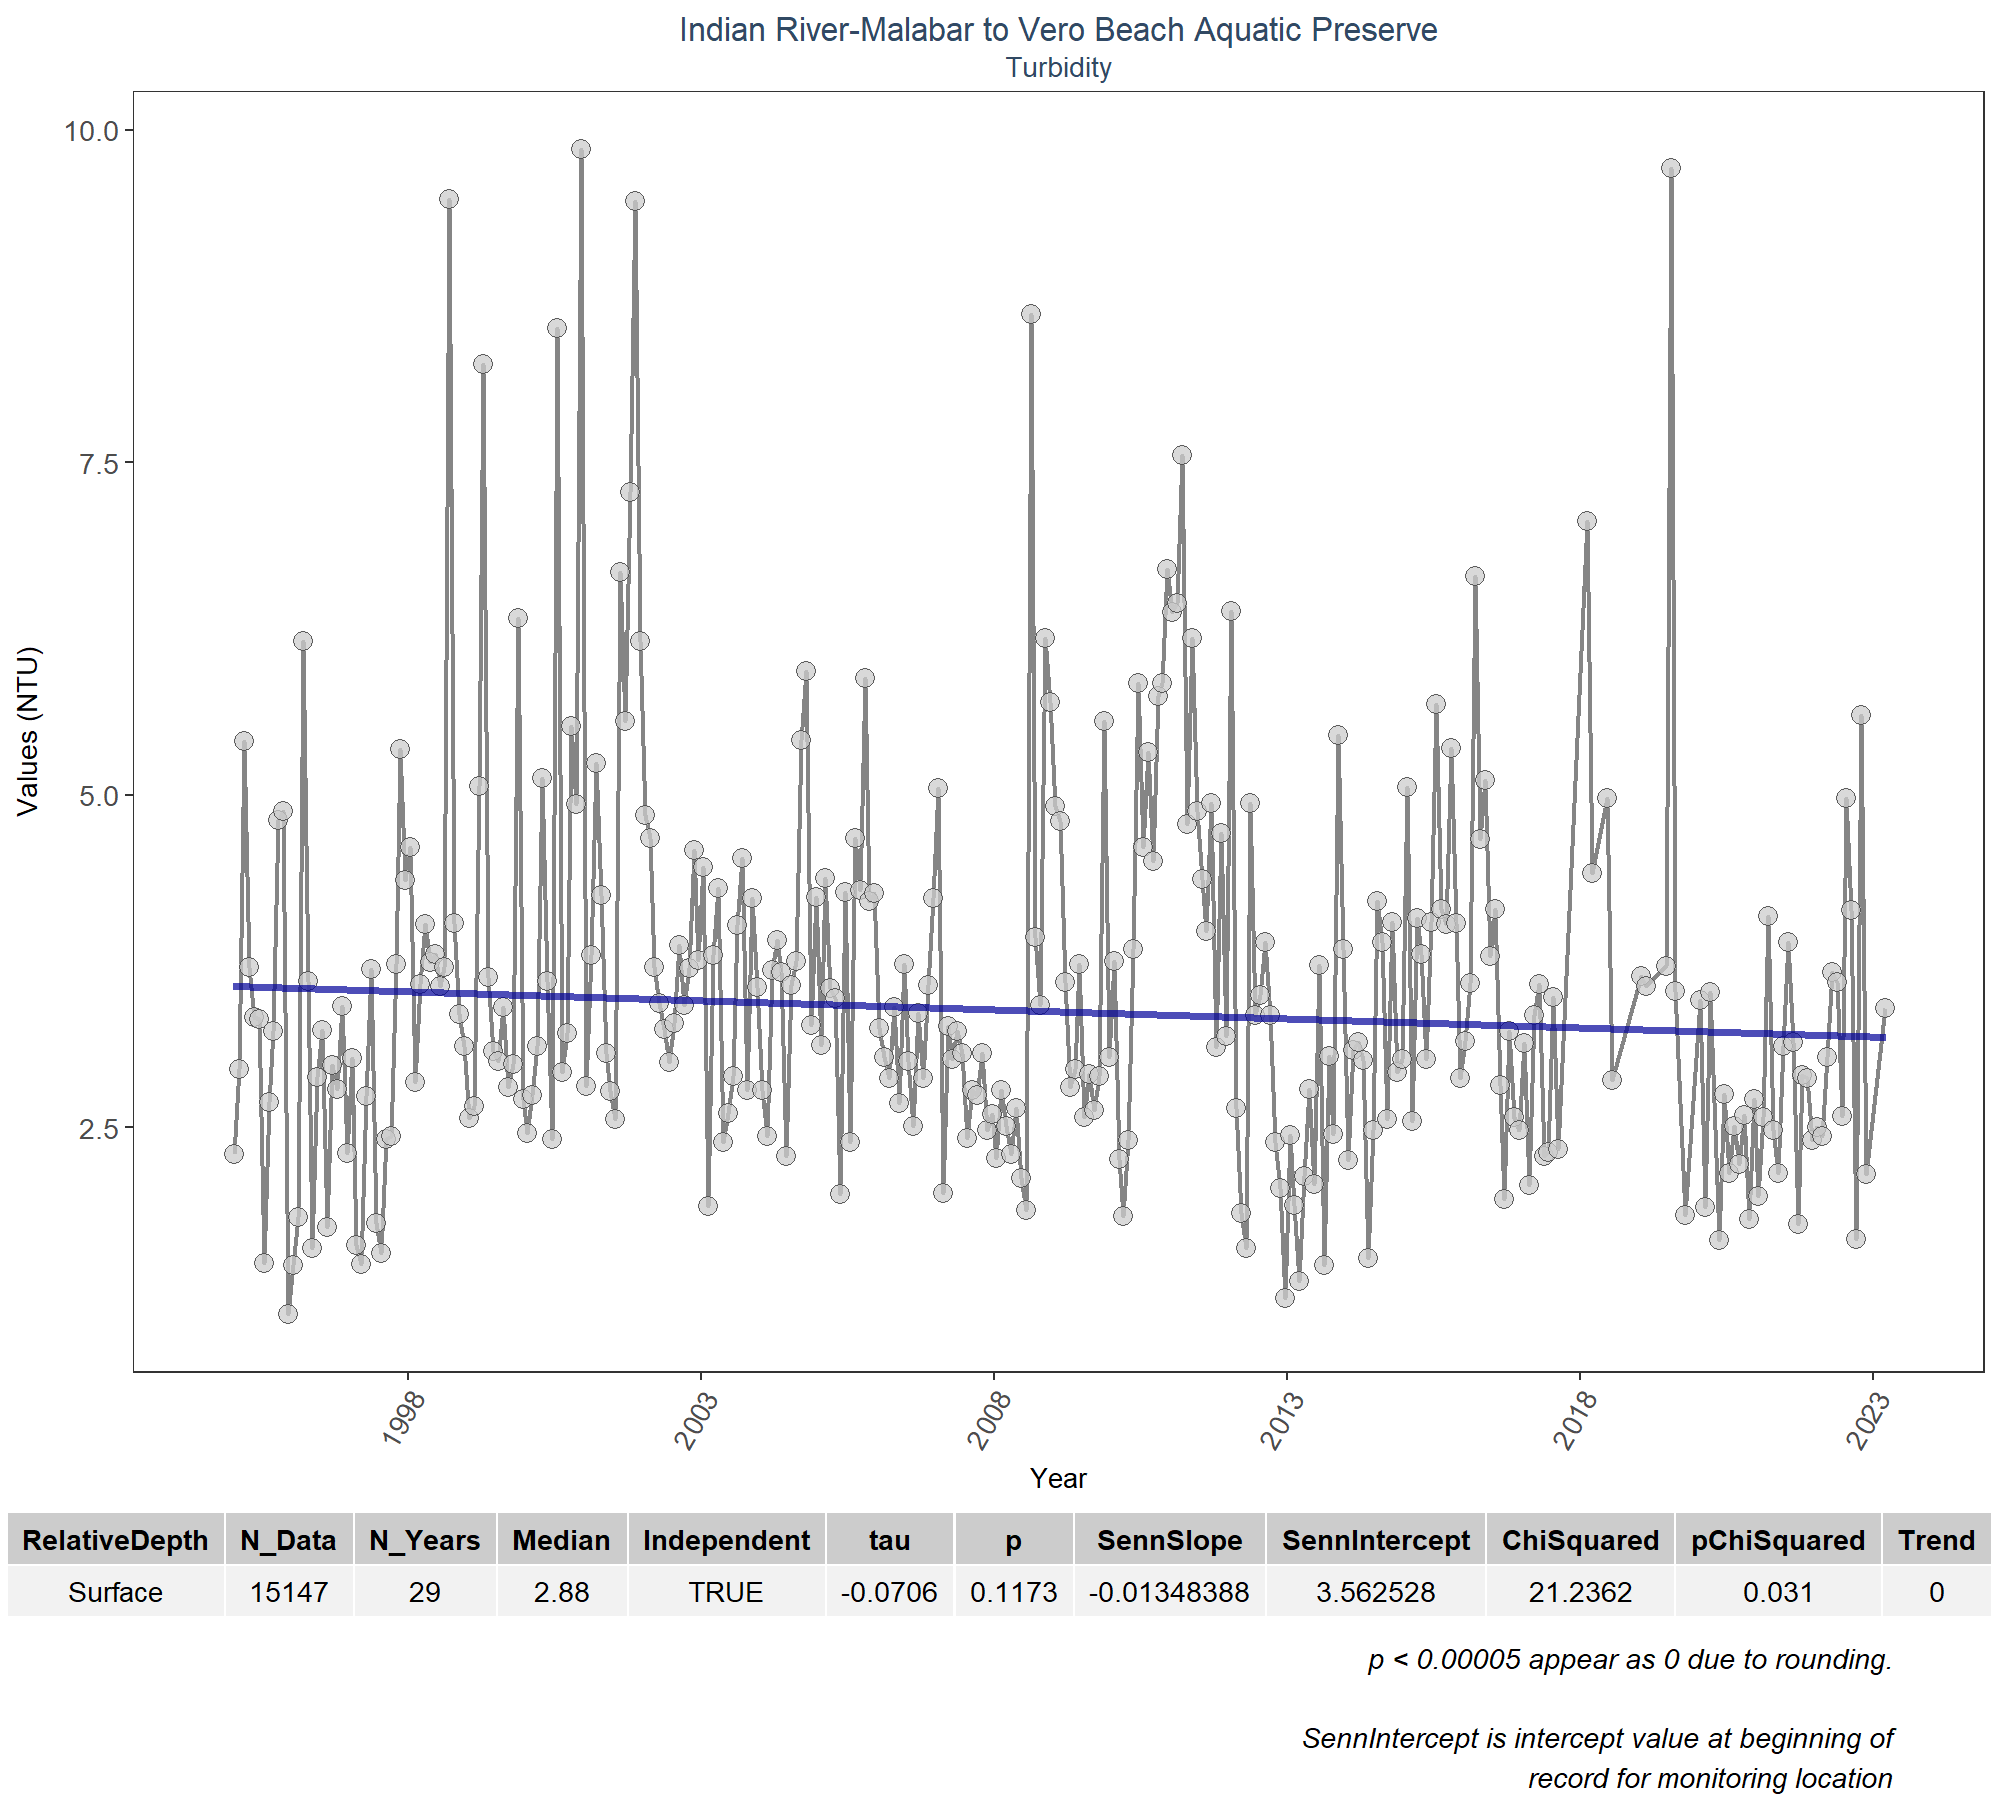 Indian River-Malabar to Vero Beach Aquatic Preserve
Turbidity
10.0
7.5
5.0
2.5
Values (NTU)
1998
2003
2008
2013
2018
2023
Year
RelativeDepth N_Data N_Years Median Independent tau p SennSlope SennIntercept ChiSquared pChiSquared Trend
Surface 15147 29 2.88 TRUE -0.0706 0.1173 -0.01348388 3.562528 21.2362 0.031 0
p < 0.00005 appear as 0 due to rounding.
SennIntercept is intercept value at beginning of
record for monitoring location